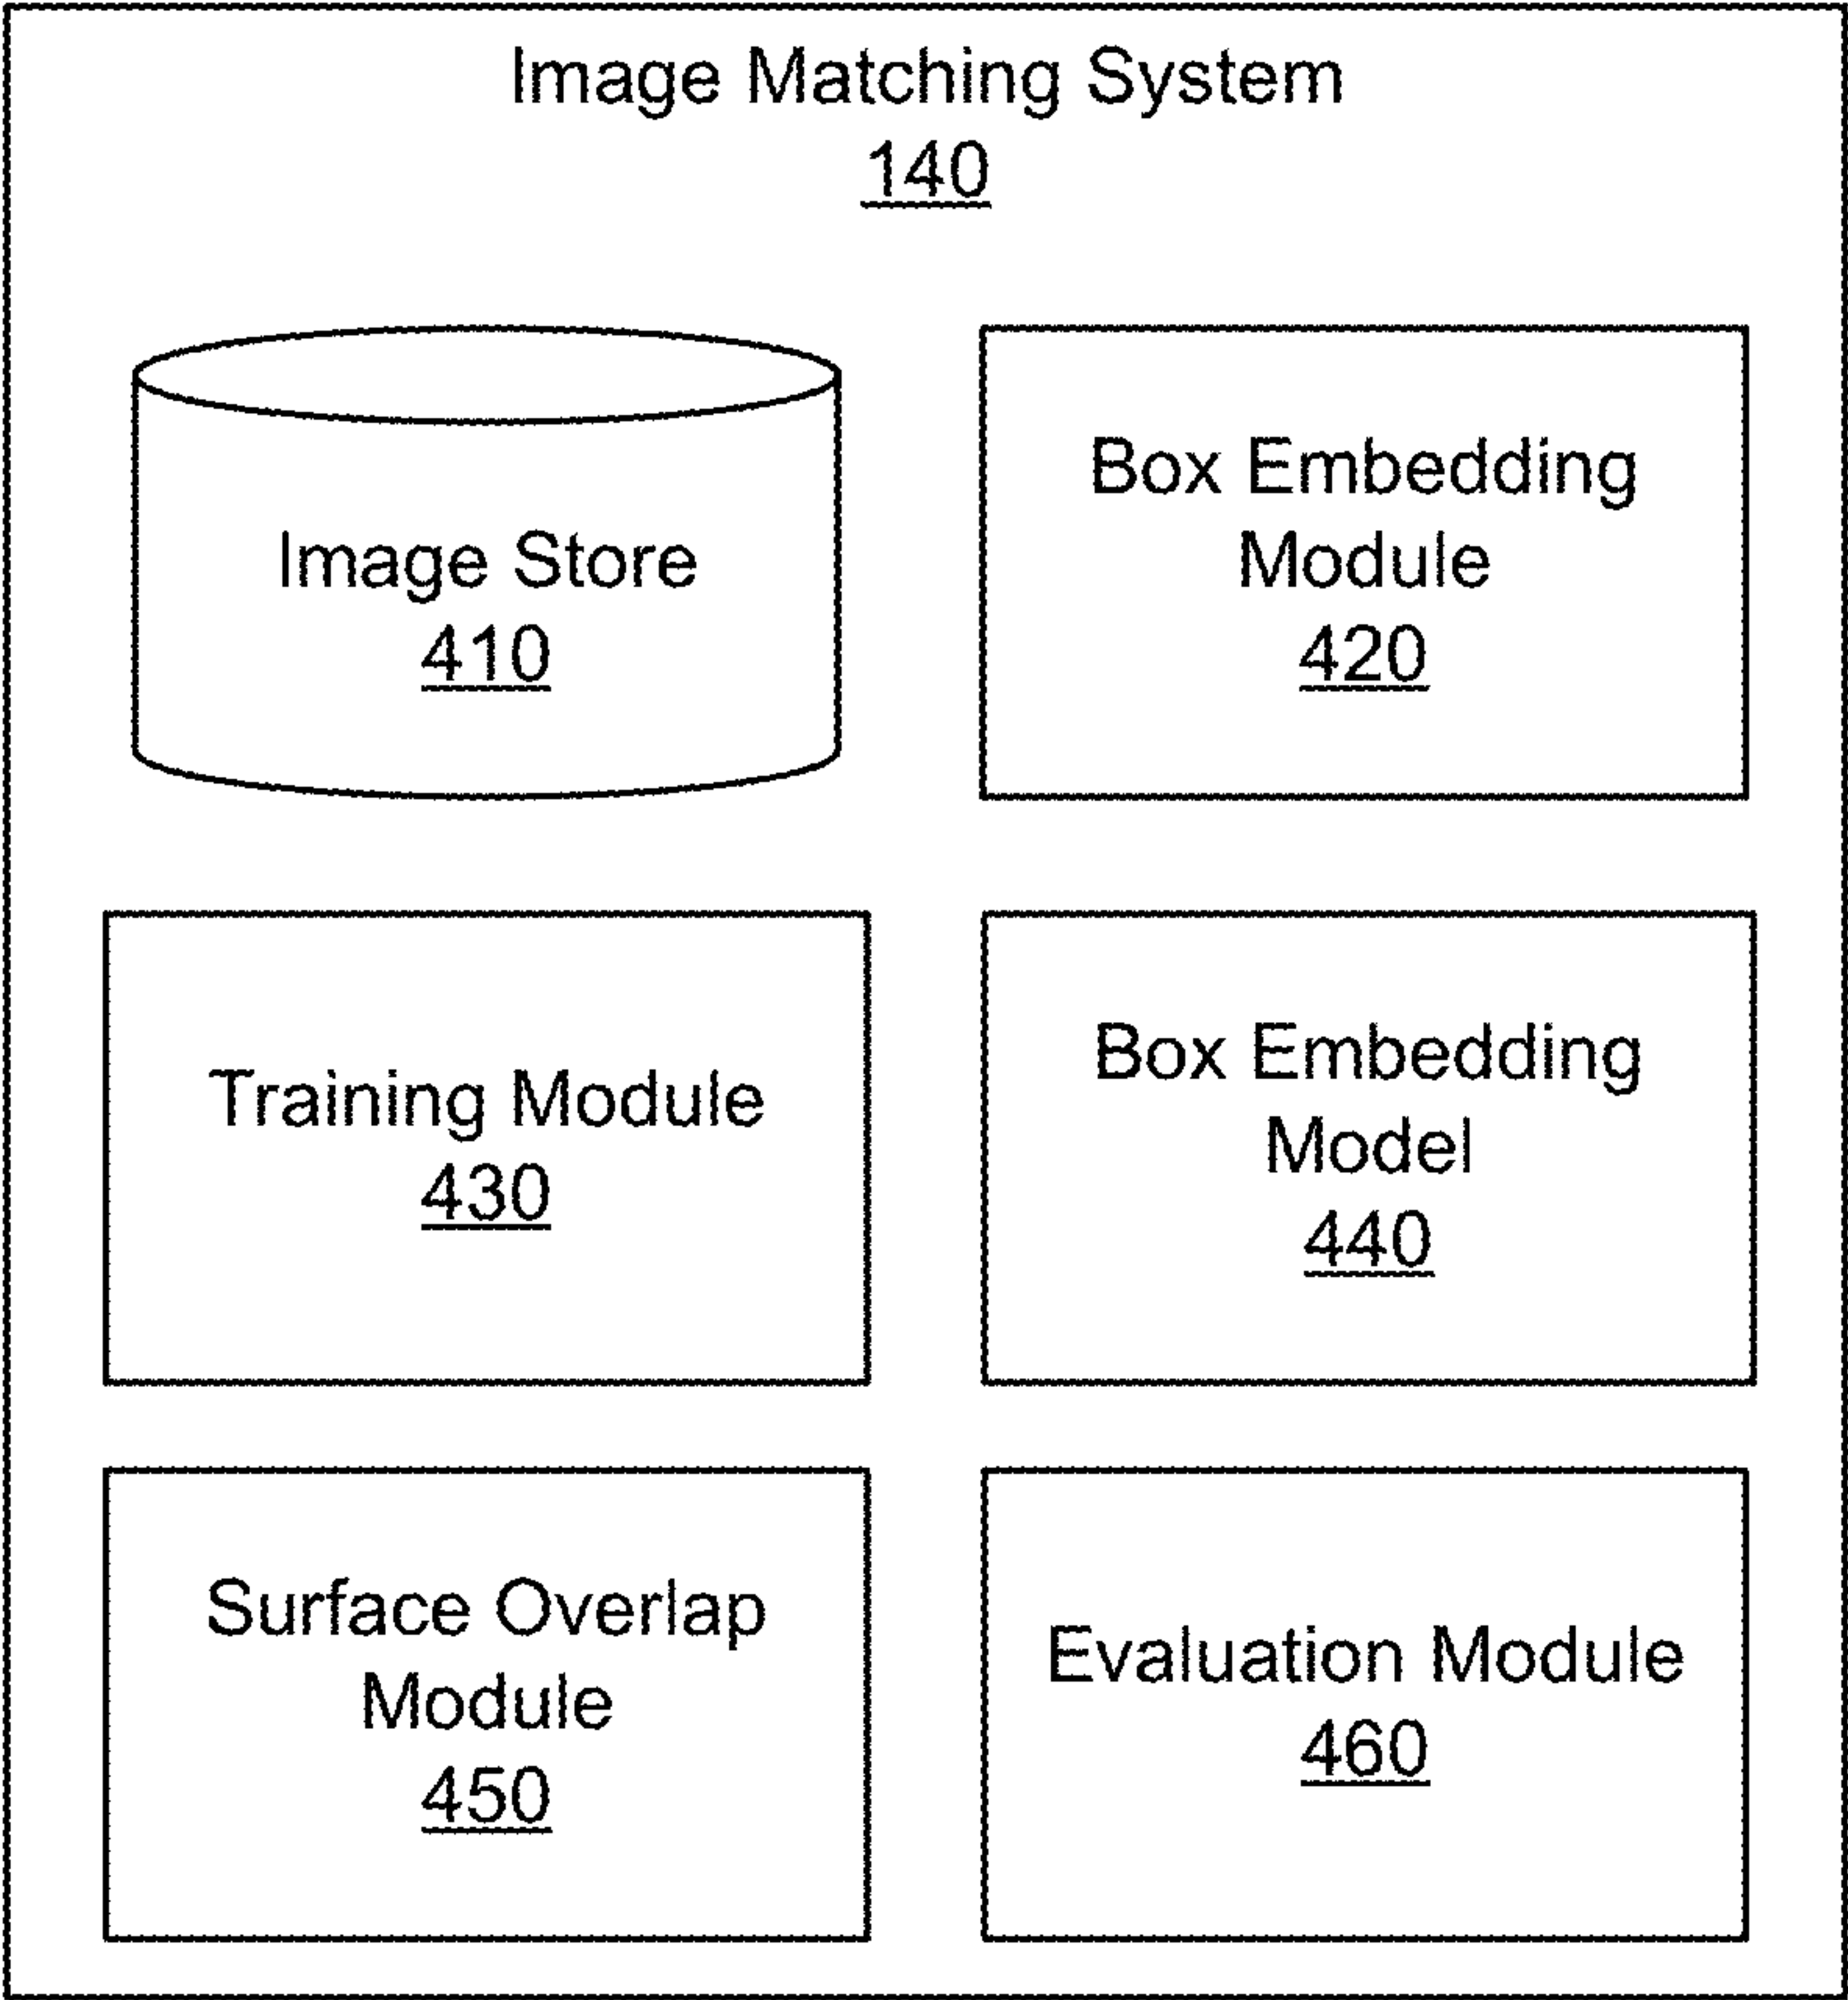 Image Matching System
140
Image Store
410
Box Embedding
Module
420
Training Module
430
Box Embedding
Model
440
Surface Overlap
Module
450
Evaluation Module
460